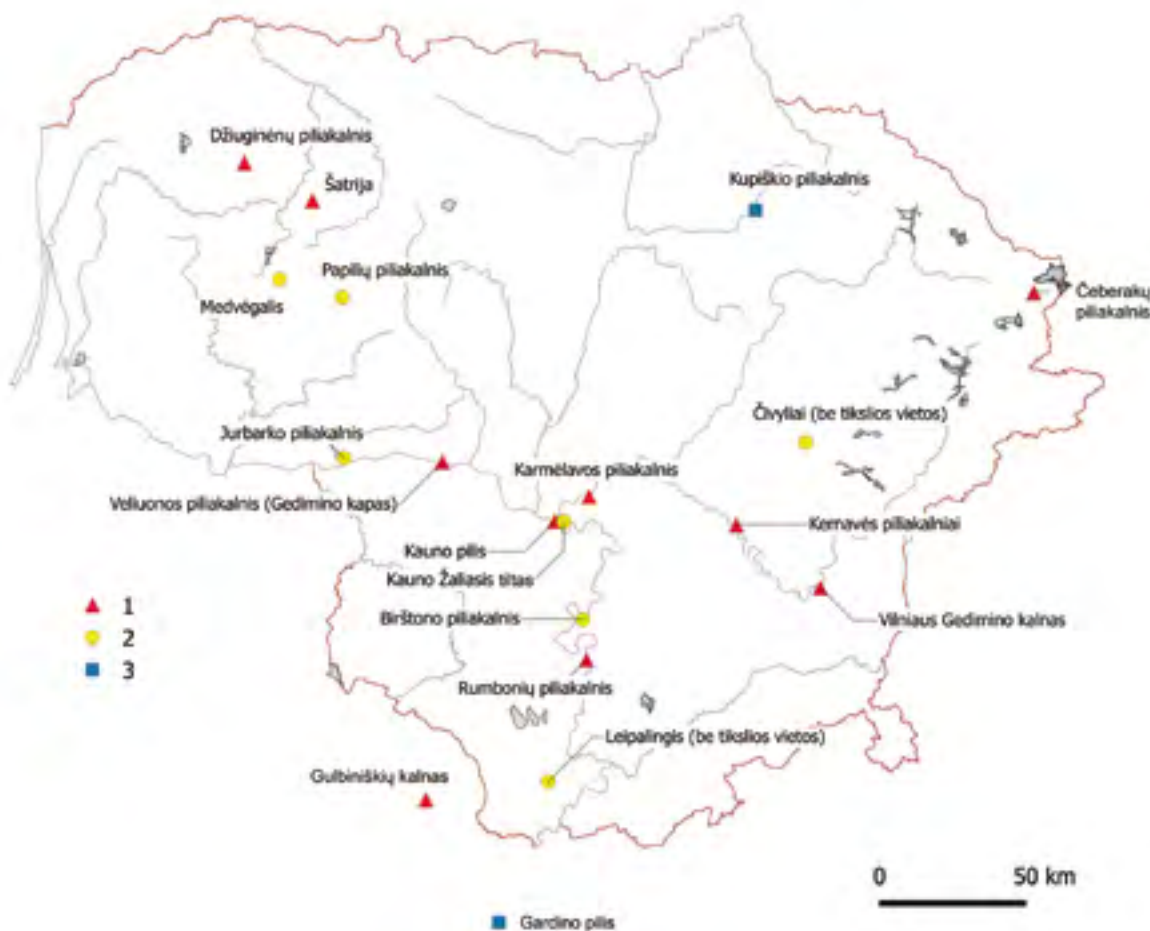 Džiuginėnų piliakalnis
Šatrija
Kupiškio piliakalnis
Papilių piliakalnis
Medvėgalis
Čeberakų
piliakalnis
Čivyliai (be tikslios vietos)
Jurbarko piliakalnis
Karmėlavos piliakalnis
Veliuonos piliakalnis (Gedimino kapas)
Kernavės piliakalniai
Kauno pilis
Kauno Žaliasis tiltas
1
Birštono piliakalnis
Vilniaus Gedimino kalnas
2
3
Rumbonių piliakalnis
Leipalingis (be tikslios vietos)
Gulbiniškių kalnas
0 50 km
Gardino pilis